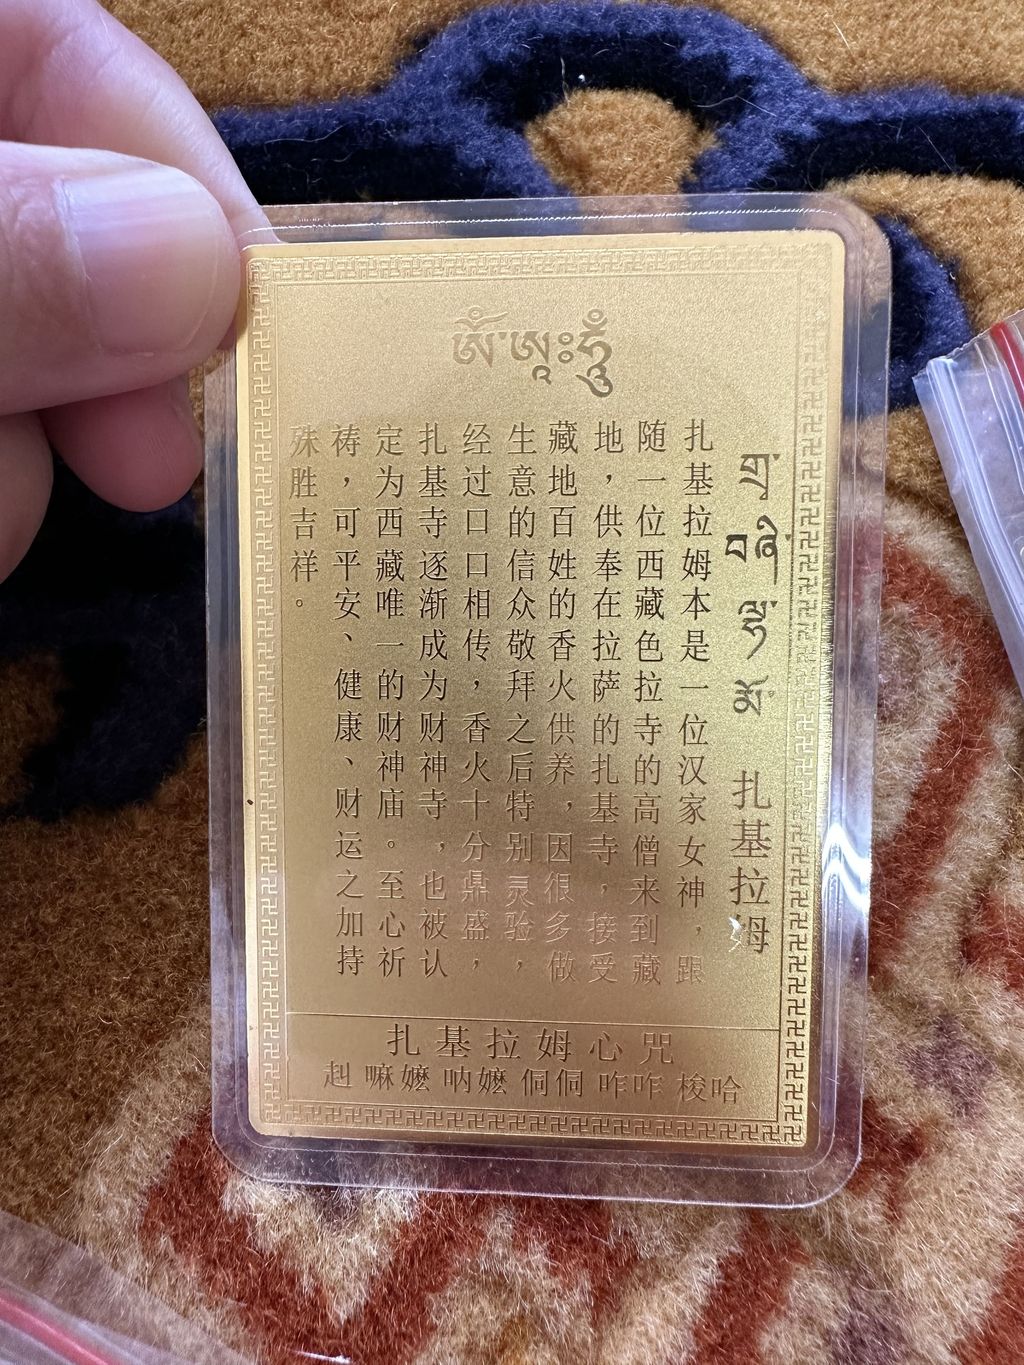 ༀ་ཨཱཿཧཱུྃ
扎基拉姆
扎基拉姆本是一位汉家女神，跟
随一位西藏色拉寺的高僧来到藏
地，供奉在拉萨的扎基寺，接受
藏地百姓的香火供养，因很多做
生意的信众敬拜之后特别灵验，
经过口口相传，香火十分鼎盛，
扎基寺逐渐成为财神寺，也被认
定为西藏唯一的财神庙。至心祈
祷，可平安、健康、财运之加持
殊胜吉祥。
扎基拉姆心咒
赳 嘛嬷 呐嬷 侗侗 咋咋 梭哈